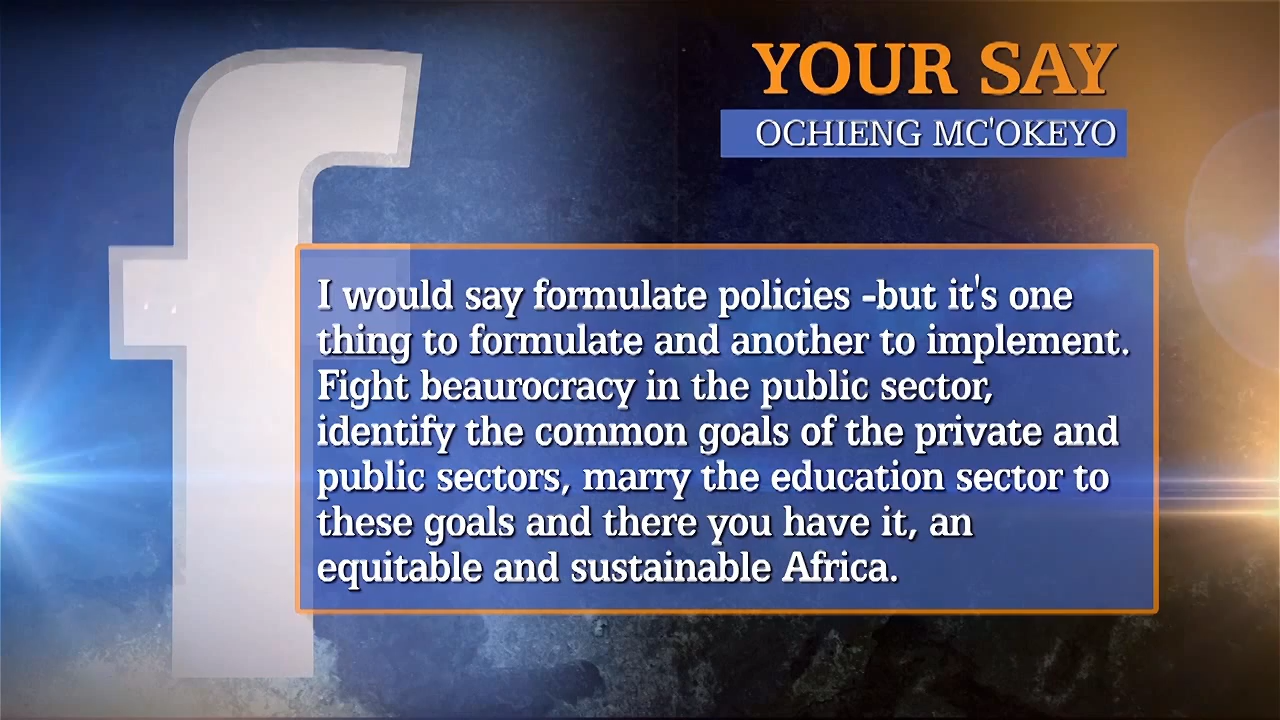 YOUR SAY
OCHIENG MC'OKEYO
I would say formulate policies -but it's one
thing to formulate and another to implement.
Fight beaurocracy in the public sector,
identify the common goals of the private and
public sectors, marry the education sector to
these goals and there you have it, an
equitable and sustainable Africa.